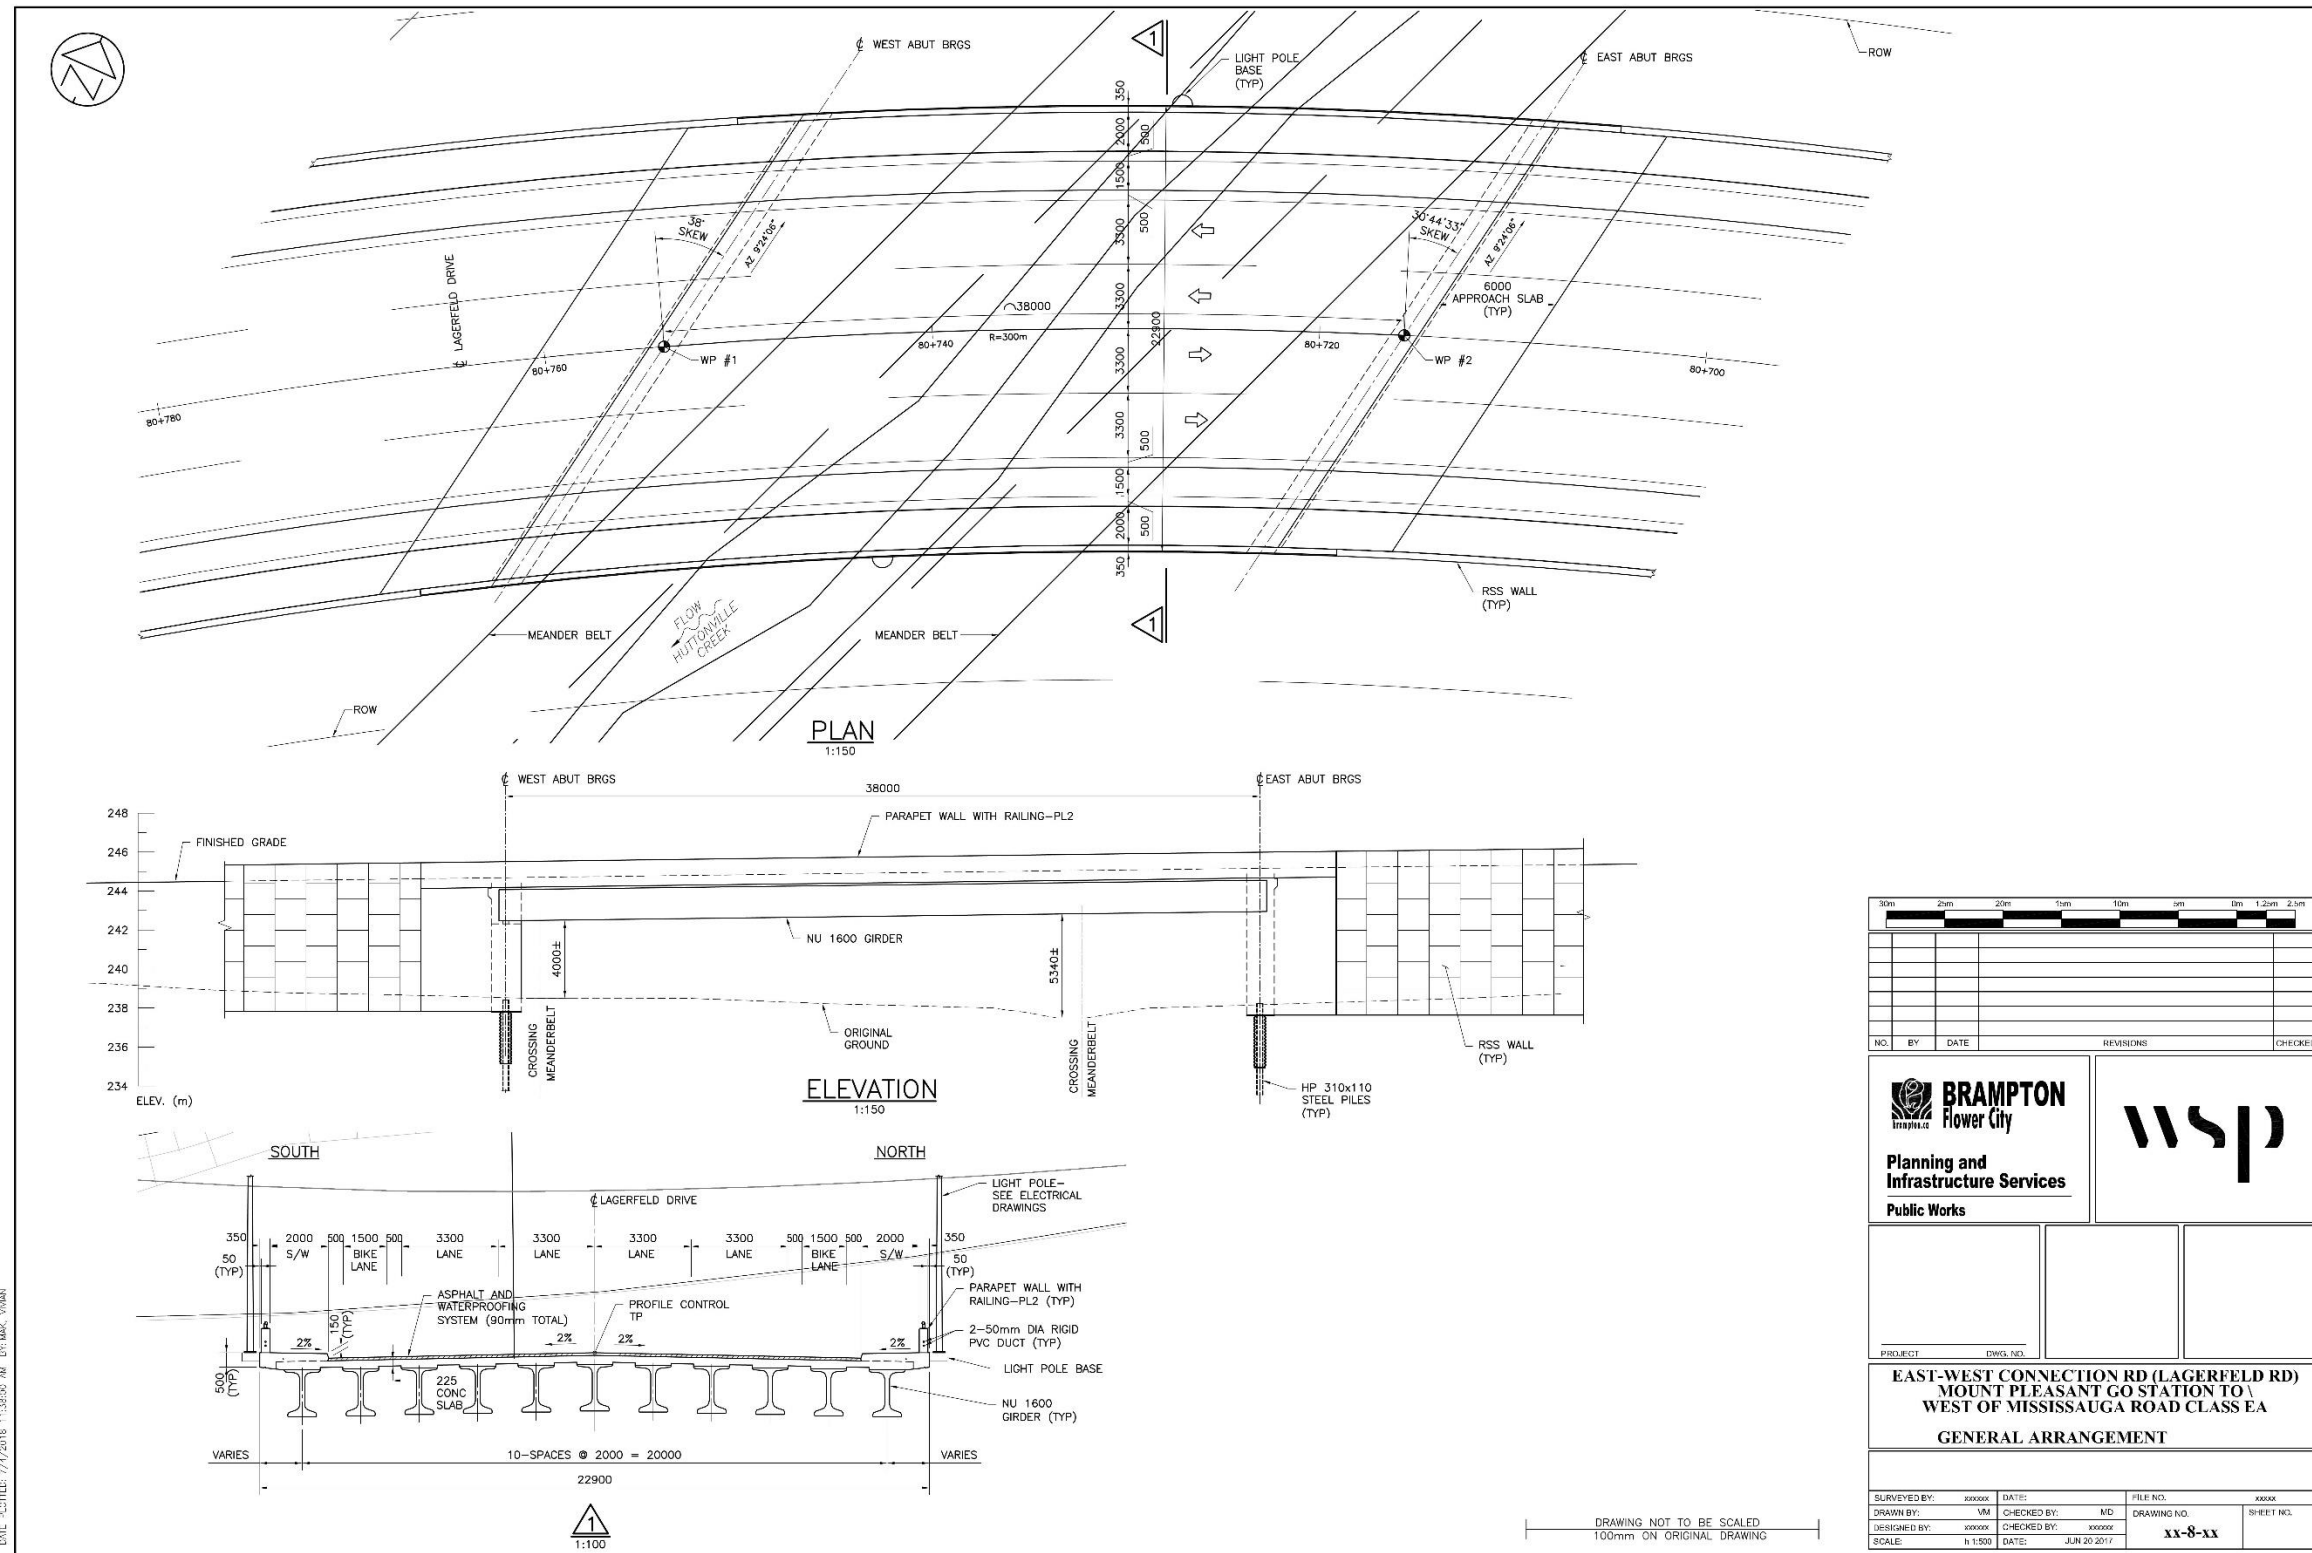 ℄ WEST ABUT BRGS
1
LIGHT POLE
BASE
(TYP)
℄ EAST ABUT BRGS
ROW
350
2000
500
1500
500
3300
3300
22900
3300
3300
500
1500
2000
500
350
38°
SKEW
AZ 9°24'06"
30°44'33"
SKEW
AZ 9°24'06"
6000
APPROACH SLAB
(TYP)
℄ LAGERFELD DRIVE
38000
R=300m
WP #1
WP #2
80+780
80+760
80+740
80+720
80+700
RSS WALL
(TYP)
1
MEANDER BELT
FLOW
HUTTONVILLE
CREEK
MEANDER BELT
ROW
PLAN
1:150
℄ WEST ABUT BRGS
℄ EAST ABUT BRGS
38000
248
246
244
242
240
238
236
234
ELEV. (m)
FINISHED GRADE
PARAPET WALL WITH RAILING-PL2
NU 1600 GIRDER
4000±
5340±
ORIGINAL
GROUND
CROSSING
MEANDERBELT
CROSSING
MEANDERBELT
RSS WALL
(TYP)
HP 310x110
STEEL PILES
(TYP)
ELEVATION
1:150
SOUTH
NORTH
℄ LAGERFELD DRIVE
LIGHT POLE-
SEE ELECTRICAL
DRAWINGS
350
2000
S/W
500
1500
BIKE
LANE
500
3300
LANE
3300
LANE
3300
LANE
3300
LANE
500
1500
BIKE
LANE
500
2000
S/W
350
50
(TYP)
50
(TYP)
ASPHALT AND
WATERPROOFING
SYSTEM (90mm TOTAL)
PROFILE CONTROL
TP
PARAPET WALL WITH
RAILING-PL2 (TYP)
2-50mm DIA RIGID
PVC DUCT (TYP)
150
(TYP)
2%
2%
2%
2%
LIGHT POLE BASE
500
(TYP)
225
CONC
SLAB
NU 1600
GIRDER (TYP)
VARIES
10-SPACES @ 2000 = 20000
VARIES
22900
1
1:100
DRAWING NOT TO BE SCALED
100mm ON ORIGINAL DRAWING
30m 25m 20m 15m 10m 5m 0m 1.25m 2.5m
NO. BY DATE REVISIONS CHECKED
BRAMPTON
brampton.ca Flower City
Planning and
Infrastructure Services
Public Works
wsp
PROJECT DWG. NO.
EAST-WEST CONNECTION RD (LAGERFELD RD)
MOUNT PLEASANT GO STATION TO \
WEST OF MISSISSAUGA ROAD CLASS EA
GENERAL ARRANGEMENT
SURVEYED BY: xxxxxx DATE: FILE NO. xxxxx
DRAWN BY: VM CHECKED BY: MD DRAWING NO. SHEET NO.
DESIGNED BY: xxxxxx CHECKED BY: xxxxxx xx-8-xx
SCALE: h 1:500 DATE: JUN 20 2017